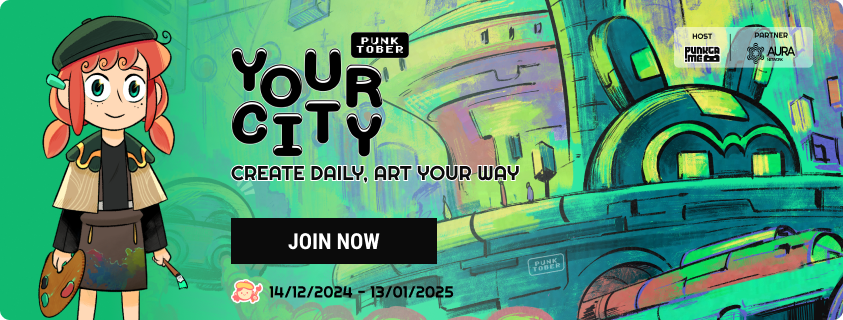 PUNK
TOBER
YOUR
CITY
CREATE DAILY, ART YOUR WAY
JOIN NOW
14/12/2024 - 13/01/2025
HOST
PUNKGA
!ME
PARTNER
AURA
NETWORK
PUNK
TOBER